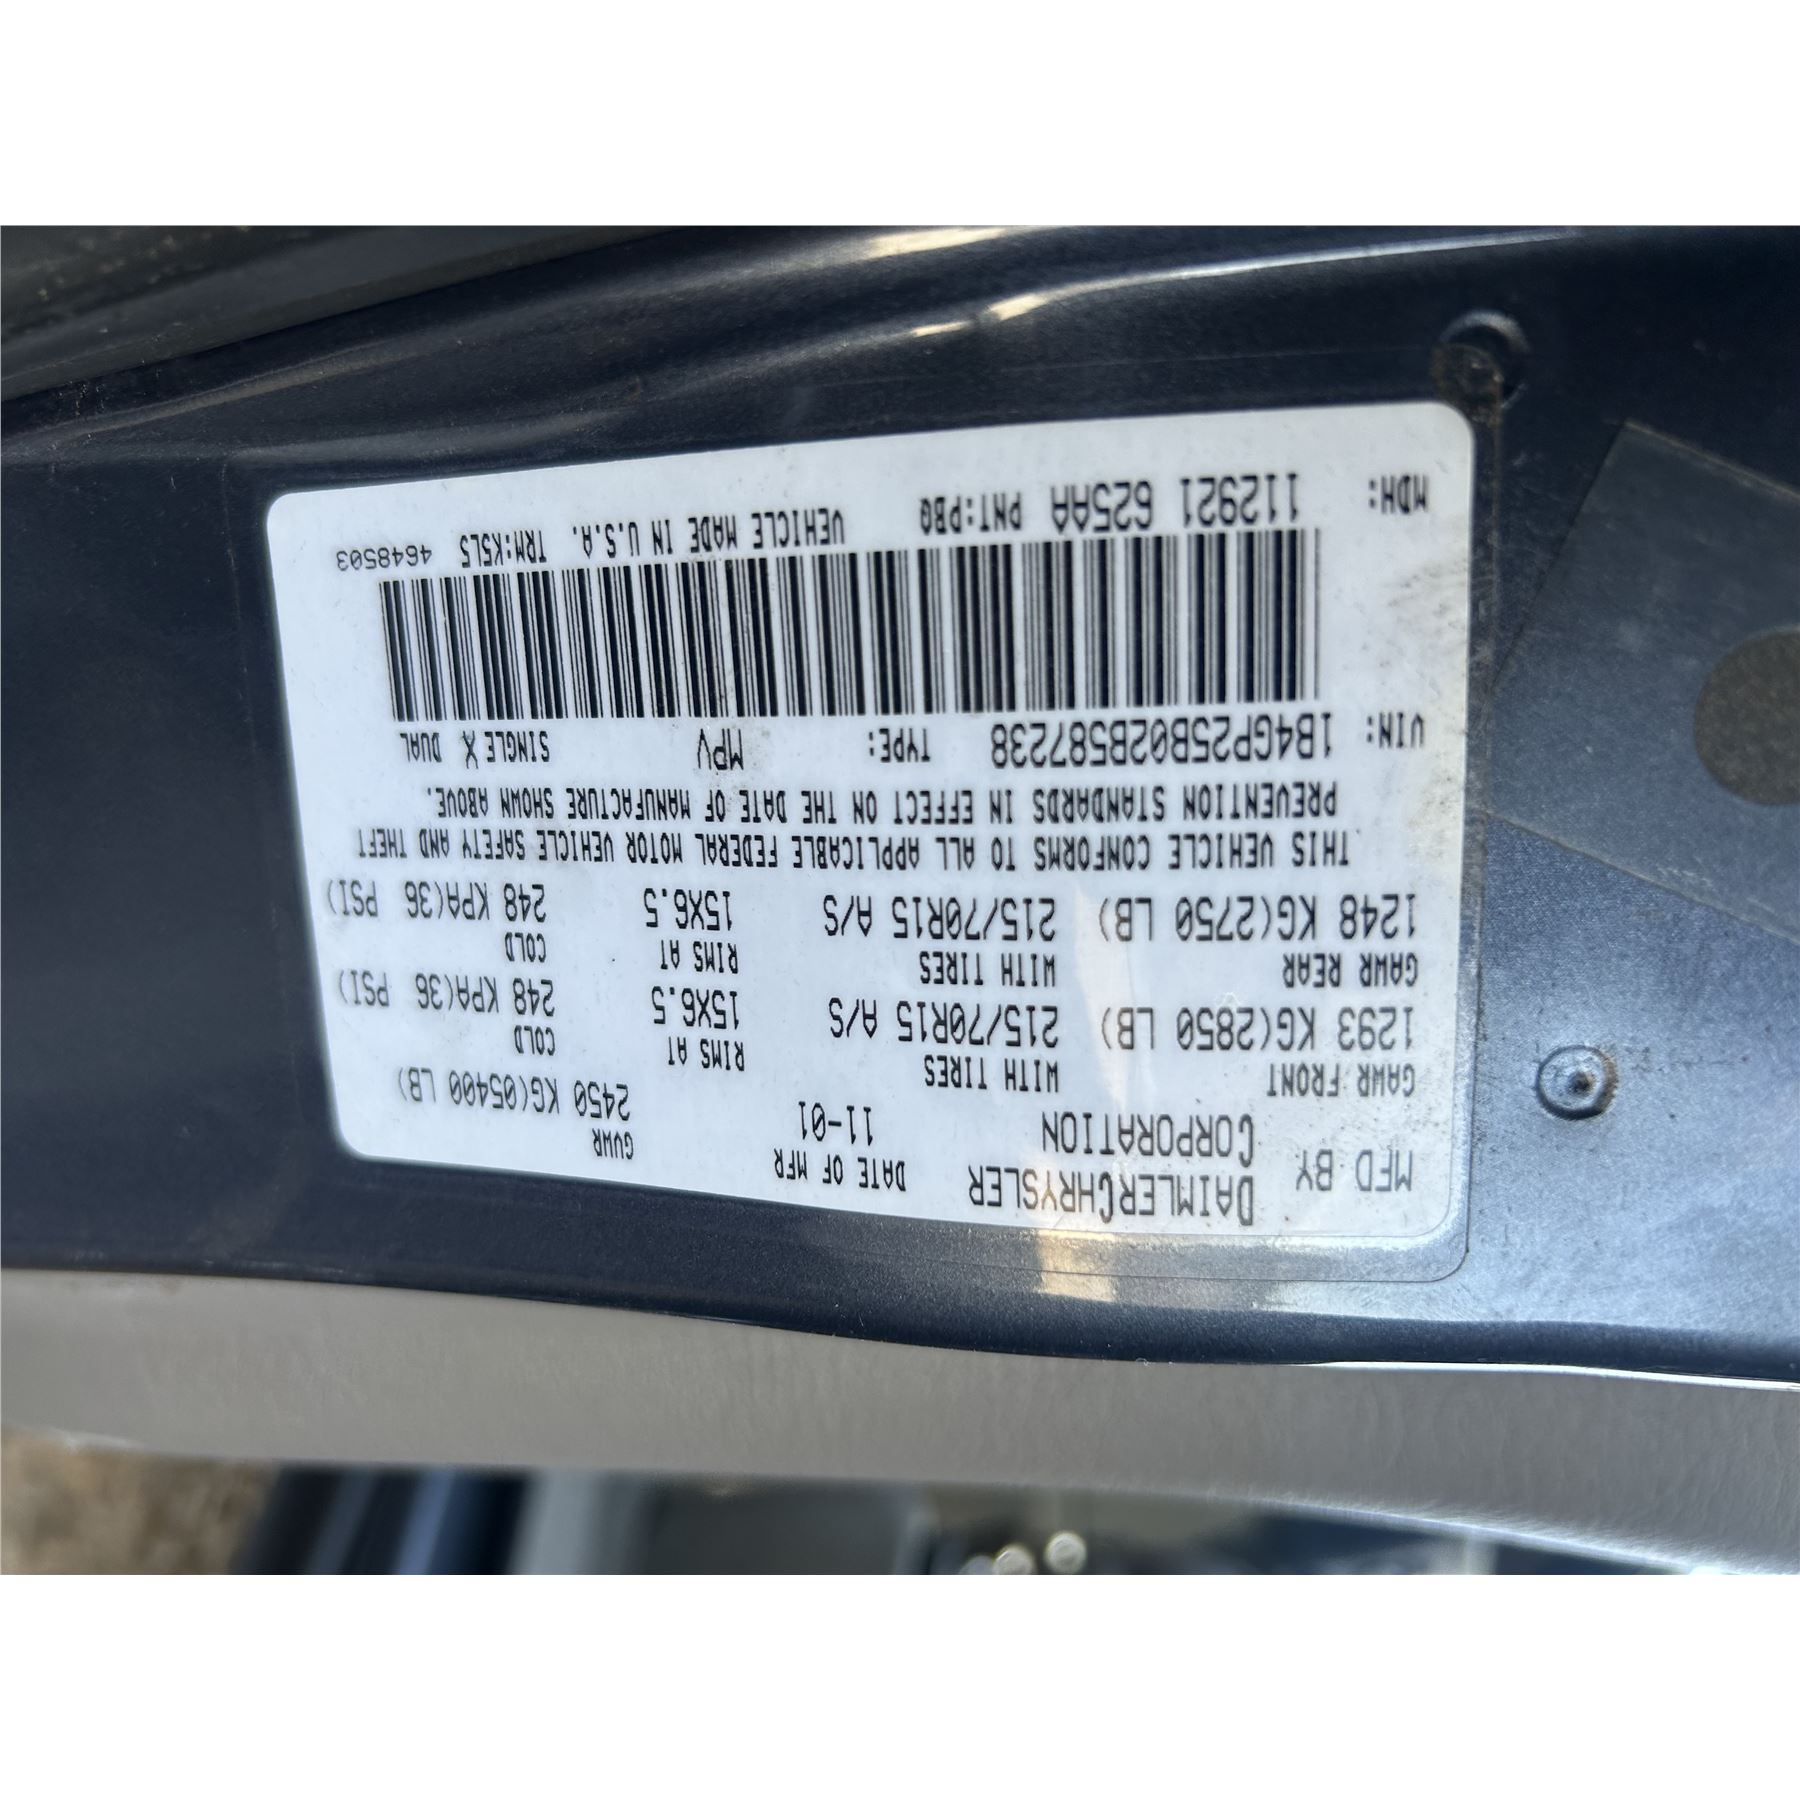 MFD BY DAIMLERCHRYSLER CORPORATION DATE OF MFR 11-01 GVWR 2450 KG(05400 LB)
GAWR FRONT WITH TIRES RIMS AT COLD
1293 KG(2850 LB) 215/70R15 A/S 15X6.5 248 KPA(36 PSI)
GAWR REAR WITH TIRES RIMS AT COLD
1248 KG(2750 LB) 215/70R15 A/S 15X6.5 248 KPA(36 PSI)
THIS VEHICLE CONFORMS TO ALL APPLICABLE FEDERAL MOTOR VEHICLE SAFETY AND THEFT
PREVENTION STANDARDS IN EFFECT ON THE DATE OF MANUFACTURE SHOWN ABOVE.
VIN: 1B4GP25B02B587238 TYPE: MPV SINGLE X DUAL
MDH: 112921 625AA PNT:PBQ VEHICLE MADE IN U.S.A. TRM:K5L5 4648503